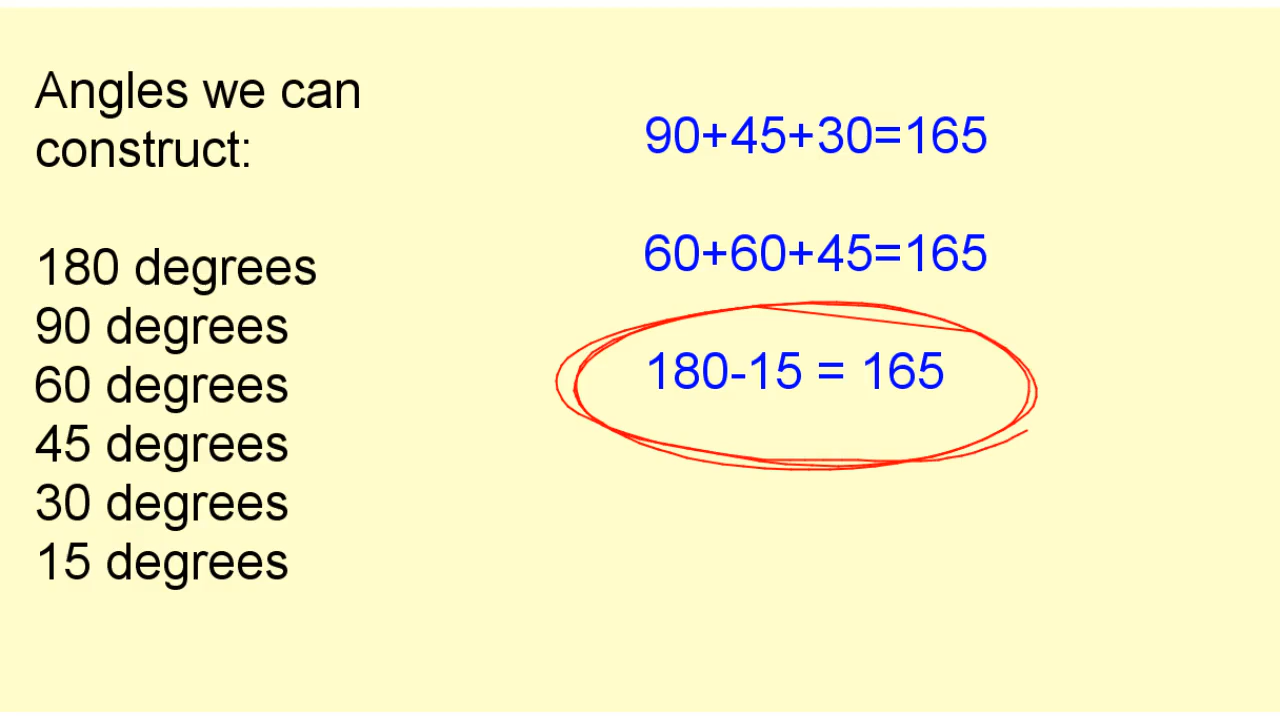 Angles we can
construct:
180 degrees
90 degrees
60 degrees
45 degrees
30 degrees
15 degrees
90+45+30=165
60+60+45=165
180-15 = 165